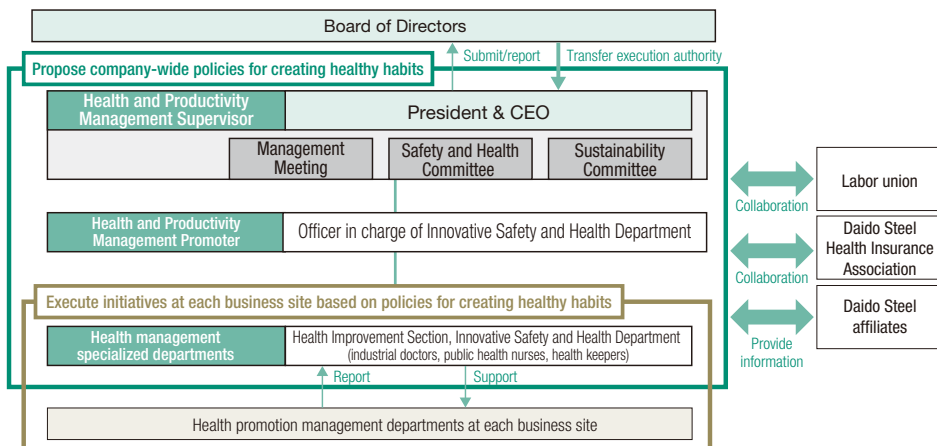 Board of Directors
Submit/report
Transfer execution authority
Propose company-wide policies for creating healthy habits
Health and Productivity
Management Supervisor
President & CEO
Management
Meeting
Safety and Health
Committee
Sustainability
Committee
Health and Productivity
Management Promoter
Officer in charge of Innovative Safety and Health Department
Execute initiatives at each business site based on policies for creating healthy habits
Health management
specialized departments
Health Improvement Section, Innovative Safety and Health Department
(industrial doctors, public health nurses, health keepers)
Report
Support
Health promotion management departments at each business site
Collaboration
Labor union
Collaboration
Daido Steel
Health Insurance
Association
Provide
information
Daido Steel
affiliates